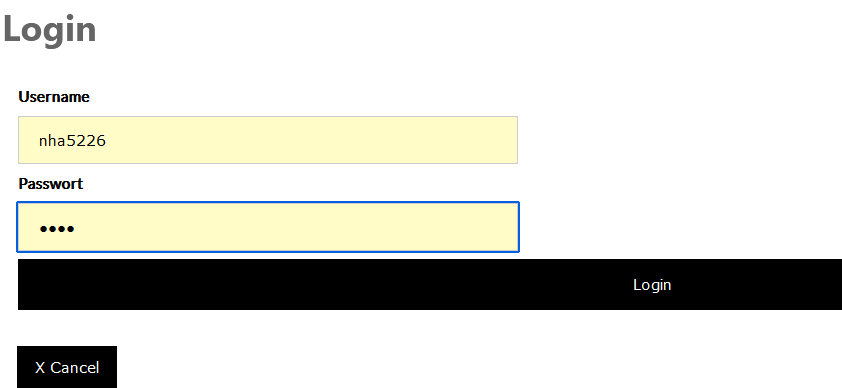 Login
Username
nha5226
Passwort
••••
Login
X Cancel